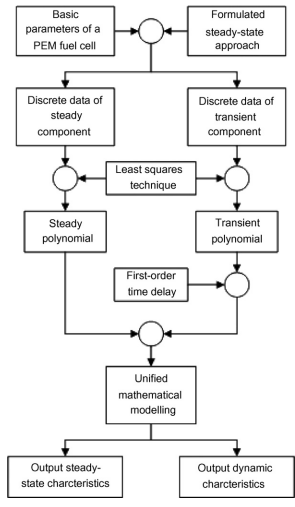 Basic
parameters of a
PEM fuel cell
Formulated
steady-state
approach
Discrete data of
steady
component
Discrete data of
transient
component
Least squares
technique
Steady
polynomial
Transient
polynomial
First-order
time delay
Unified
mathematical
modelling
Output steady-
state charcteristics
Output dynamic
charcteristics